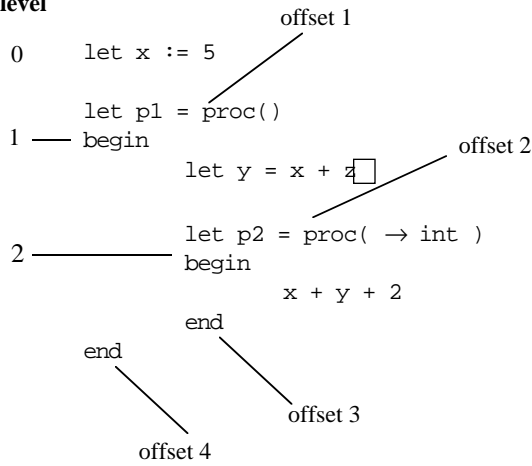 level
offset 1
0 let x := 5
let p1 = proc()
1 begin
offset 2
let y = x + z□
let p2 = proc( → int )
2 begin
x + y + 2
end
end
offset 3
offset 4